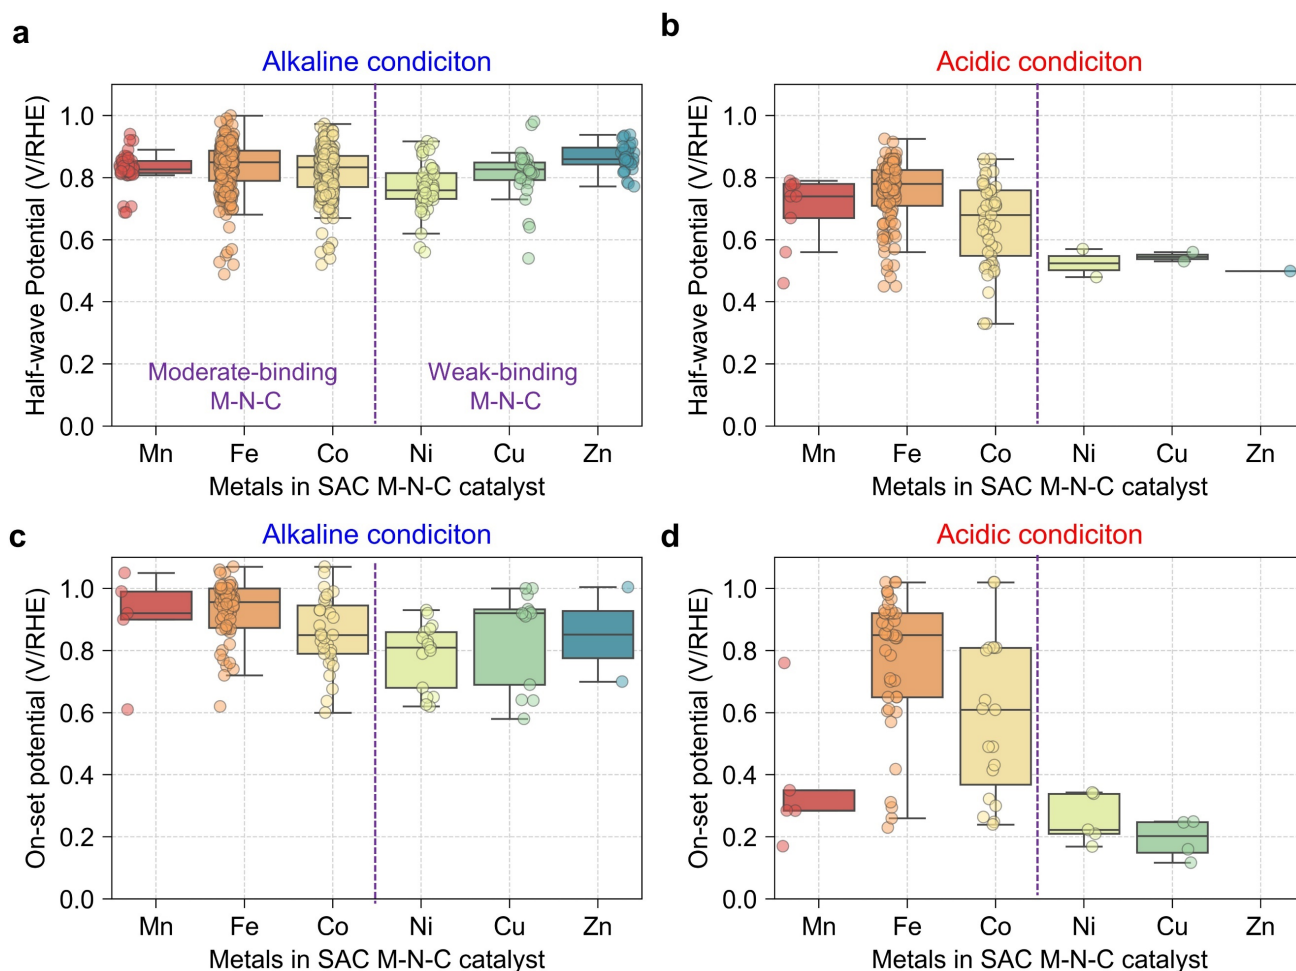 a
Alkaline condiciton
Half-wave Potential (V/RHE)
1.0
0.8
0.6
0.4
0.2
0.0
Moderate-binding
M-N-C
Weak-binding
M-N-C
Mn Fe Co Ni Cu Zn
Metals in SAC M-N-C catalyst
b
Acidic condiciton
Half-wave Potential (V/RHE)
1.0
0.8
0.6
0.4
0.2
0.0
Mn Fe Co Ni Cu Zn
Metals in SAC M-N-C catalyst
c
Alkaline condiciton
On-set potential (V/RHE)
1.0
0.8
0.6
0.4
0.2
0.0
Mn Fe Co Ni Cu Zn
Metals in SAC M-N-C catalyst
d
Acidic condiciton
On-set potential (V/RHE)
1.0
0.8
0.6
0.4
0.2
0.0
Mn Fe Co Ni Cu Zn
Metals in SAC M-N-C catalyst